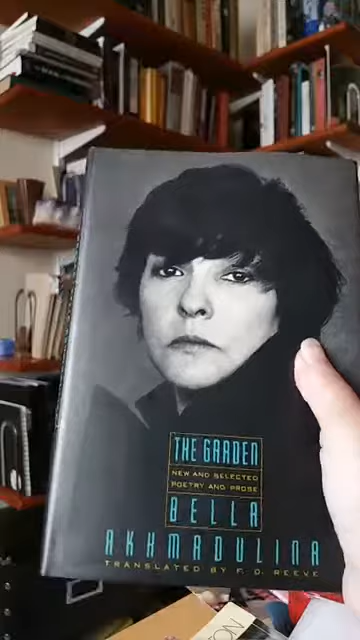 THE GARDEN
NEW AND SELECTED
POETRY AND PROSE
BELLA
AKHMADULINA
TRANSLATED BY F. D. REEVE